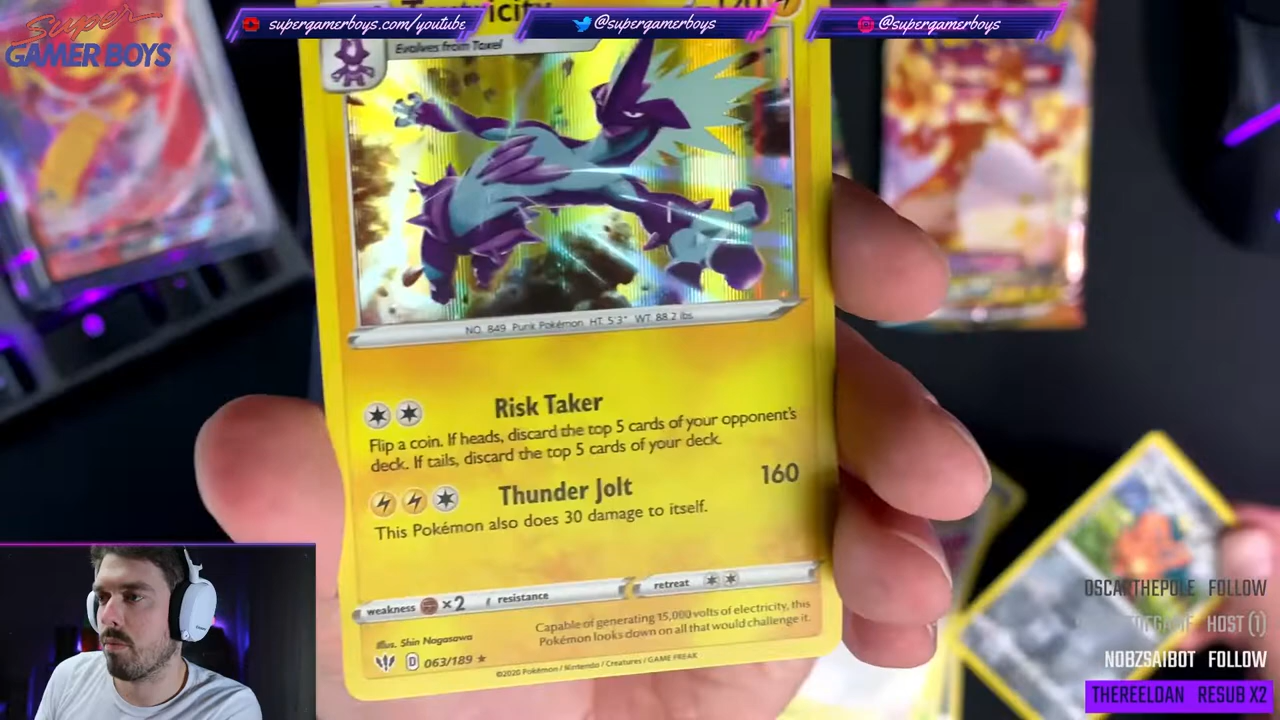 Super
GAMER BOYS
supergamerboys.com/youtube
@supergamerboys
@supergamerboys
Toxtricity
120
Evolves from Toxel
NO. 849 Punk Pokémon HT: 5'3" WT: 88.2 lbs.
Risk Taker
Flip a coin. If heads, discard the top 5 cards of your opponent's
deck. If tails, discard the top 5 cards of your deck.
Thunder Jolt 160
This Pokémon also does 30 damage to itself.
weakness ×2 resistance retreat
Capable of generating 15,000 volts of electricity, this
Pokémon looks down on all that would challenge it.
Illus. Shin Nagasawa
D 063/189 ★
©2020 Pokémon / Nintendo / Creatures / GAME FREAK
OSCARTHEPOLE FOLLOW
HOST (1)
NOBZSAIBOT FOLLOW
THEREELDAN RESUB X2